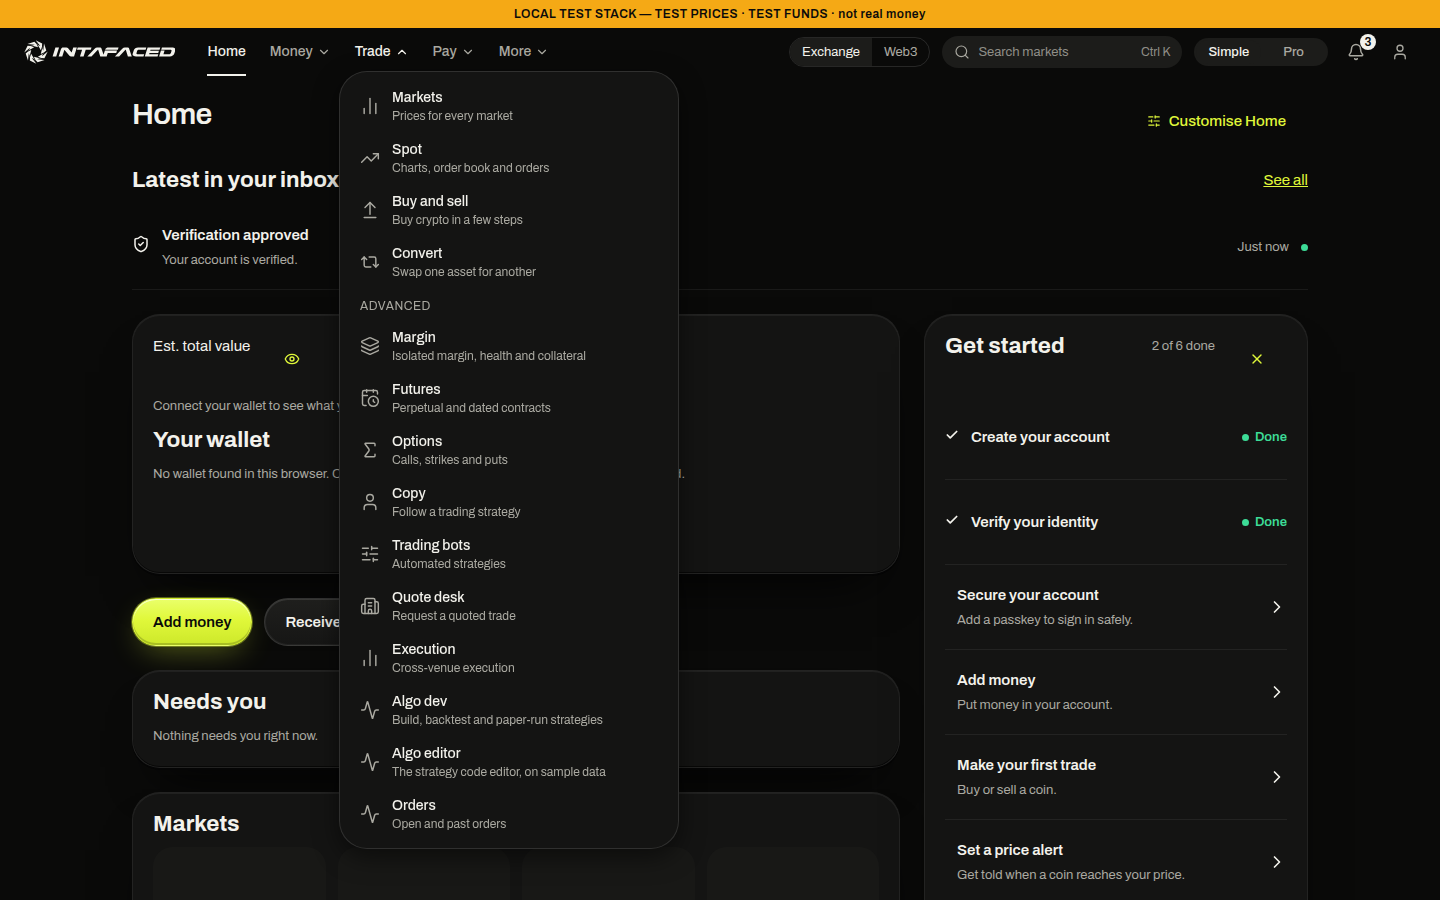 LOCAL TEST STACK — TEST PRICES · TEST FUNDS · not real money
INTAFACED
Home
Money
Trade
Pay
More
Exchange
Web3
Search markets
Ctrl K
Simple
Pro
3
Home
Customise Home
Latest in your inbox
See all
Verification approved
Your account is verified.
Just now
Markets
Prices for every market
Spot
Charts, order book and orders
Buy and sell
Buy crypto in a few steps
Convert
Swap one asset for another
ADVANCED
Margin
Isolated margin, health and collateral
Futures
Perpetual and dated contracts
Options
Calls, strikes and puts
Copy
Follow a trading strategy
Trading bots
Automated strategies
Quote desk
Request a quoted trade
Execution
Cross-venue execution
Algo dev
Build, backtest and paper-run strategies
Algo editor
The strategy code editor, on sample data
Orders
Open and past orders
Est. total value
Connect your wallet to see what
Your wallet
No wallet found in this browser.
Add money
Receive
Needs you
Nothing needs you right now.
Markets
Get started
2 of 6 done
Create your account
Done
Verify your identity
Done
Secure your account
Add a passkey to sign in safely.
Add money
Put money in your account.
Make your first trade
Buy or sell a coin.
Set a price alert
Get told when a coin reaches your price.